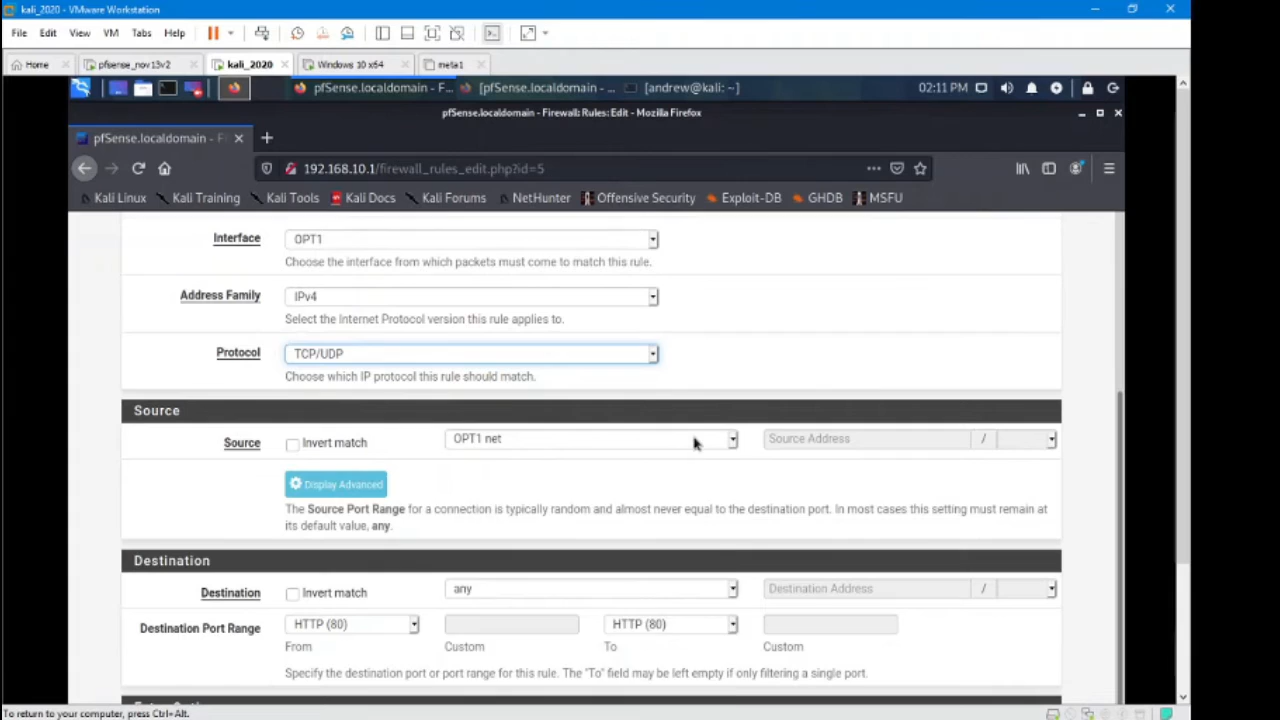 kali_2020 - VMware Workstation
File Edit View VM Tabs Help
Home pfsense_nov13v2 kali_2020 Windows 10 x64 meta1
pfSense.localdomain - F... [pfSense.localdomain - ... [andrew@kali: ~] 02:11 PM
pfSense.localdomain - Firewall: Rules: Edit - Mozilla Firefox
pfSense.localdomain - Fi
192.168.10.1/firewall_rules_edit.php?id=5
Kali Linux Kali Training Kali Tools Kali Docs Kali Forums NetHunter Offensive Security Exploit-DB GHDB MSFU
Interface OPT1
Choose the interface from which packets must come to match this rule.
Address Family IPv4
Select the Internet Protocol version this rule applies to.
Protocol TCP/UDP
Choose which IP protocol this rule should match.
Source
Source Invert match OPT1 net Source Address /
Display Advanced
The Source Port Range for a connection is typically random and almost never equal to the destination port. In most cases this setting must remain at
its default value, any.
Destination
Destination Invert match any Destination Address /
Destination Port Range HTTP (80) HTTP (80)
From Custom To Custom
Specify the destination port or port range for this rule. The "To" field may be left empty if only filtering a single port.
To return to your computer, press Ctrl+Alt.